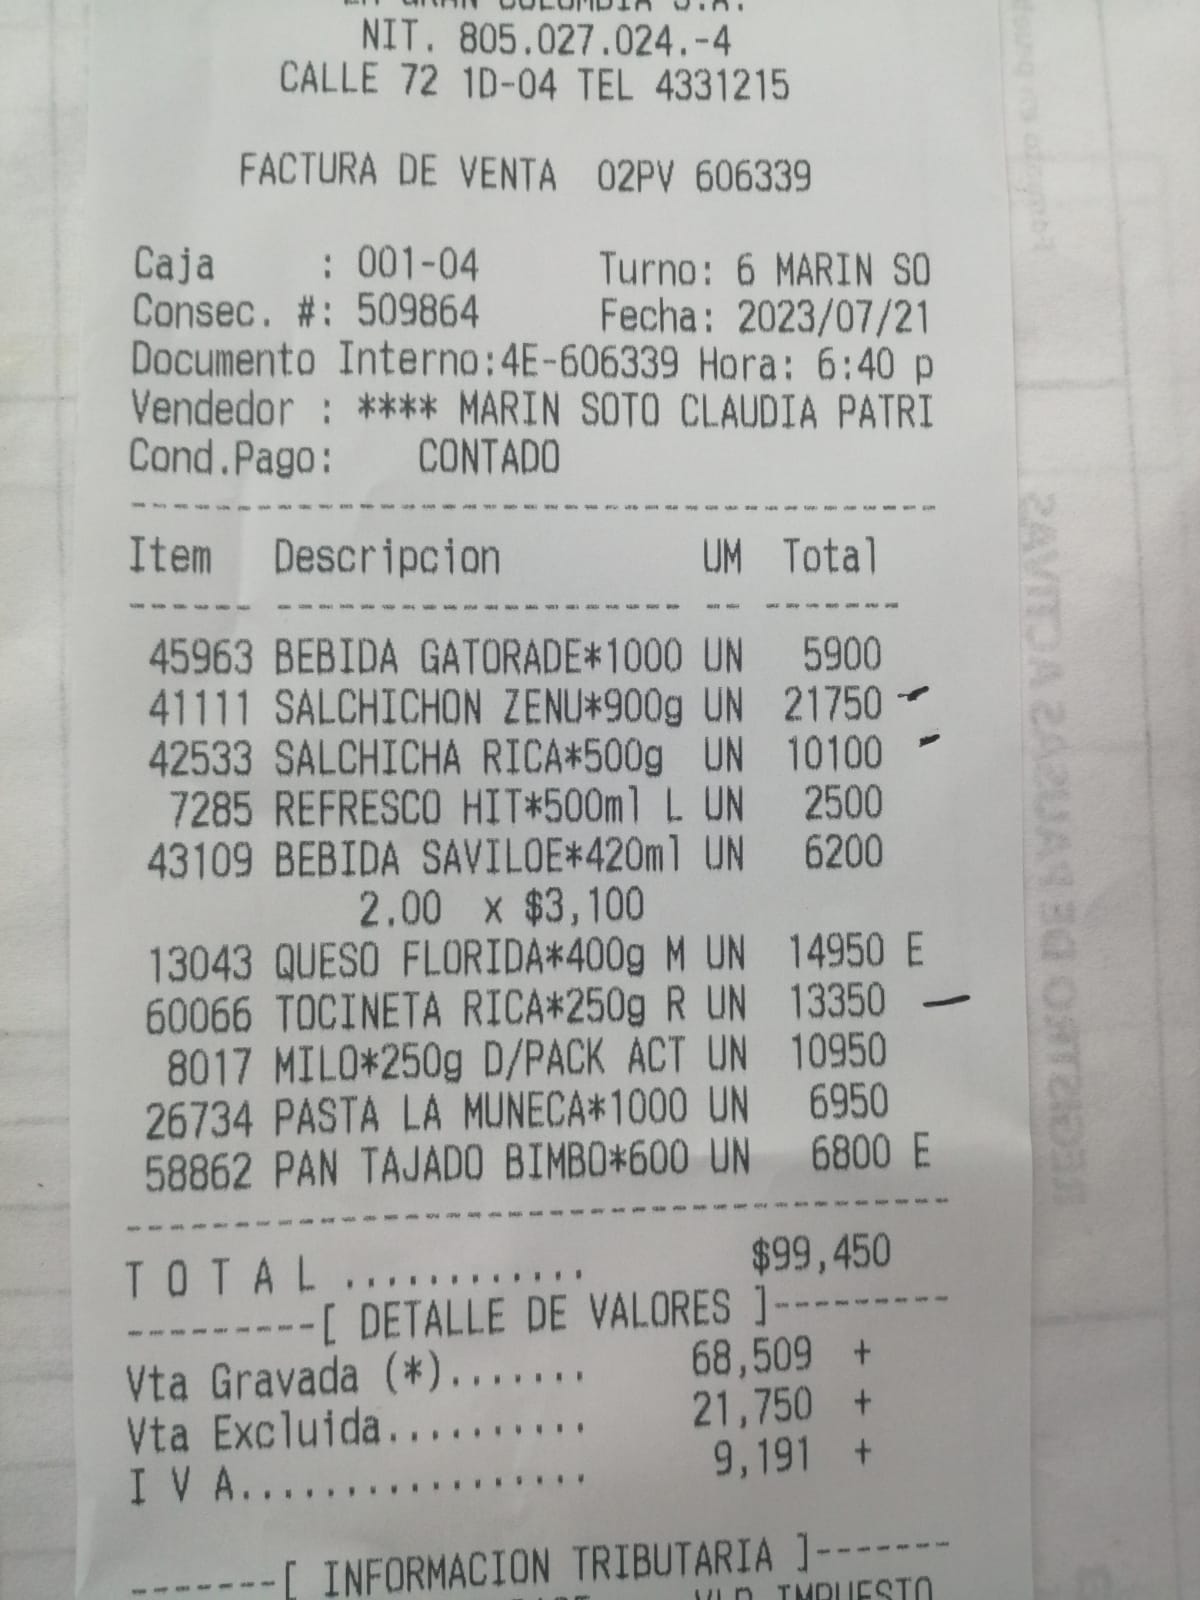 LA GRAN COLOMBIA S.A.
NIT. 805.027.024.-4
CALLE 72 1D-04 TEL 4331215
FACTURA DE VENTA 02PV 606339
Caja : 001-04 Turno: 6 MARIN SO
Consec. #: 509864 Fecha: 2023/07/21
Documento Interno:4E-606339 Hora: 6:40 p
Vendedor : **** MARIN SOTO CLAUDIA PATRI
Cond.Pago: CONTADO
Item Descripcion UM Total
45963 BEBIDA GATORADE*1000 UN 5900
41111 SALCHICHON ZENU*900g UN 21750
42533 SALCHICHA RICA*500g UN 10100
7285 REFRESCO HIT*500ml L UN 2500
43109 BEBIDA SAVILOE*420ml UN 6200
2.00 x $3,100
13043 QUESO FLORIDA*400g M UN 14950 E
60066 TOCINETA RICA*250g R UN 13350
8017 MILO*250g D/PACK ACT UN 10950
26734 PASTA LA MUNECA*1000 UN 6950
58862 PAN TAJADO BIMBO*600 UN 6800 E
T O T A L ............ $99,450
---------[ DETALLE DE VALORES ]---------
Vta Gravada (*)....... 68,509 +
Vta Excluida.......... 21,750 +
I V A................. 9,191 +
-------[ INFORMACION TRIBUTARIA ]-------
VLR IMPUESTO
REGISTRO DE PAUSAS ACTIVAS